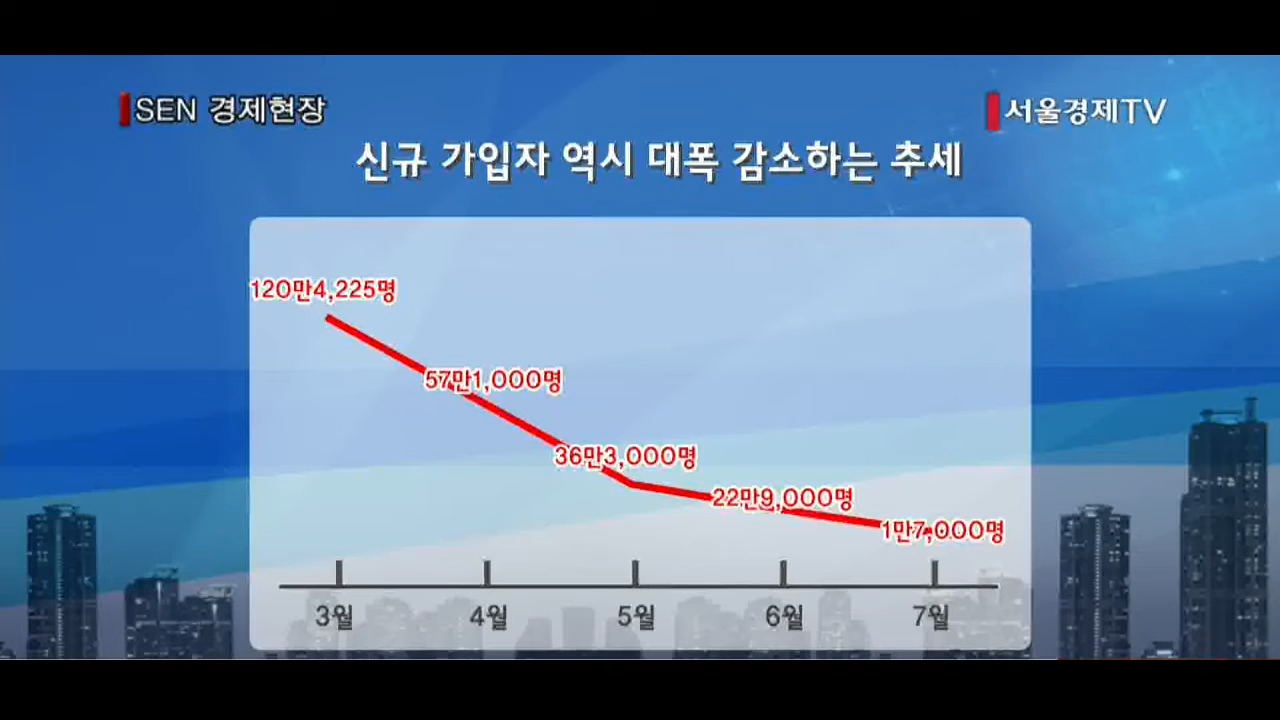 SEN 경제현장
서울경제TV
신규 가입자 역시 대폭 감소하는 추세
120만4,225명
57만1,000명
36만3,000명
22만9,000명
1만7,000명
3월 4월 5월 6월 7월